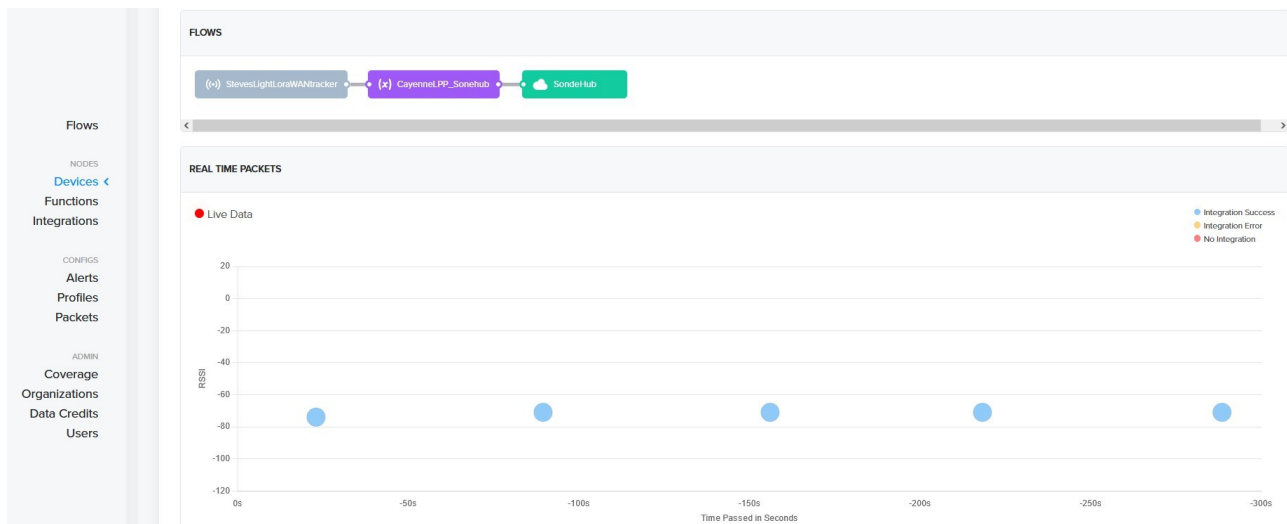 Flows
NODES
Devices <
Functions
Integrations
CONFIGS
Alerts
Profiles
Packets
ADMIN
Coverage
Organizations
Data Credits
Users
FLOWS
StevesLightLoraWANtracker
(x) CayenneLPP_Sonehub
SondeHub
REAL TIME PACKETS
Live Data
Integration Success
Integration Error
No Integration
RSSI
20
0
-20
-40
-60
-80
-100
-120
0s -50s -100s -150s -200s -250s -300s
Time Passed in Seconds